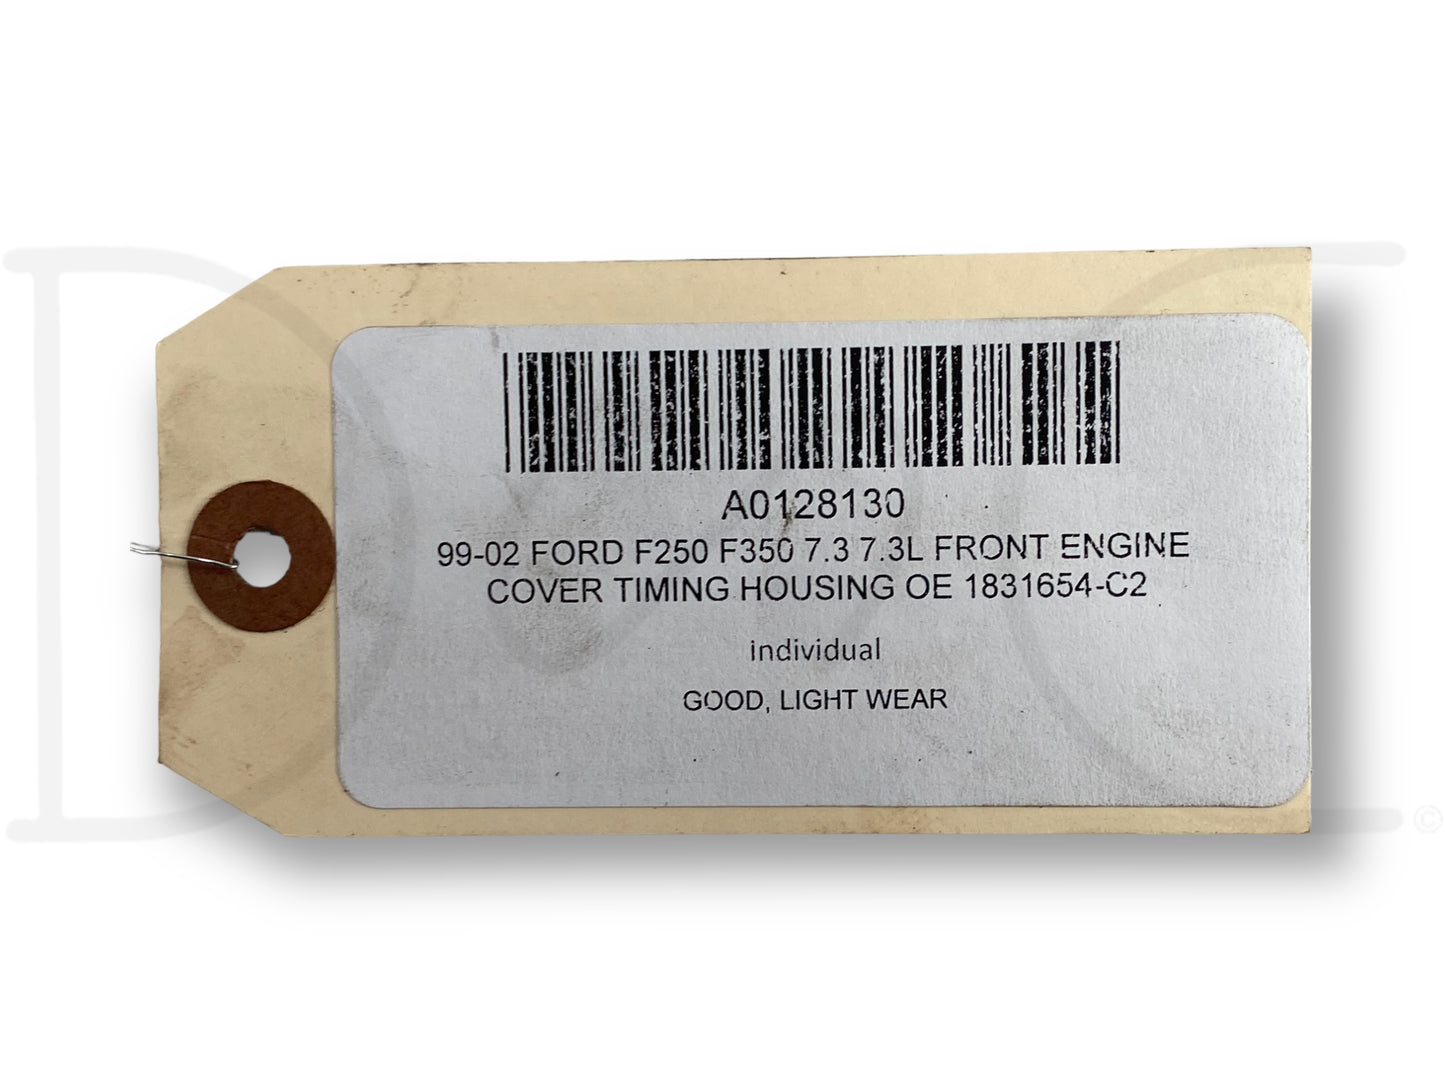 A0128130
99-02 FORD F250 F350 7.3 7.3L FRONT ENGINE
COVER TIMING HOUSING OE 1831654-C2
individual
GOOD, LIGHT WEAR
©